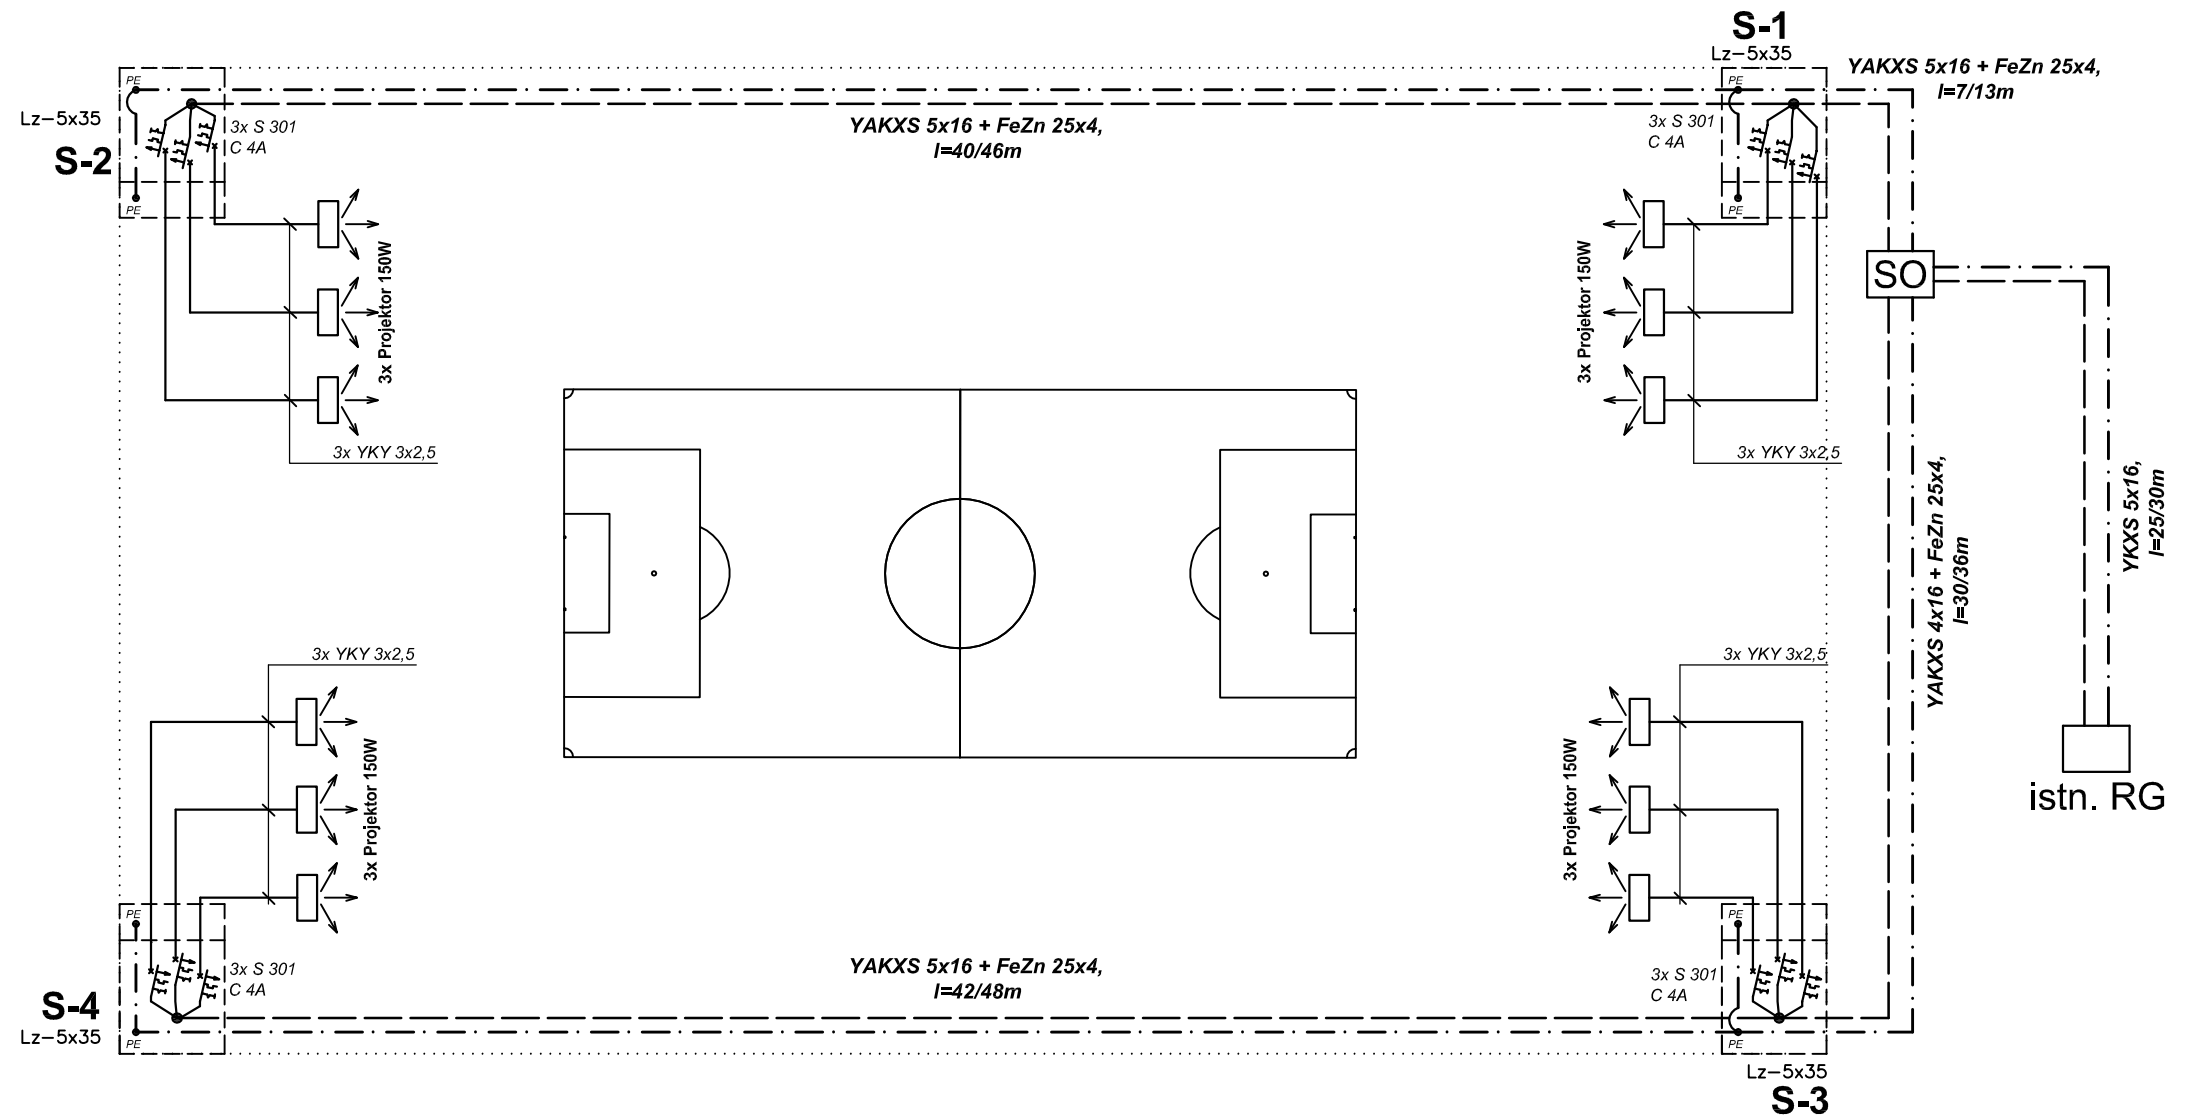 S-1
Lz-5x35
YAKXS 5x16 + FeZn 25x4,
l=7/13m
PE
3x S 301
C 4A
PE
Lz-5x35
S-2
PE
3x S 301
C 4A
PE
YAKXS 5x16 + FeZn 25x4,
l=40/46m
3x Projektor 150W
3x YKY 3x2,5
3x Projektor 150W
3x YKY 3x2,5
SO
YAKXS 4x16 + FeZn 25x4,
l=30/36m
YKXS 5x16,
l=25/30m
istn. RG
3x YKY 3x2,5
3x Projektor 150W
3x YKY 3x2,5
3x Projektor 150W
PE
3x S 301
C 4A
S-4
Lz-5x35
PE
YAKXS 5x16 + FeZn 25x4,
l=42/48m
PE
3x S 301
C 4A
PE
Lz-5x35
S-3